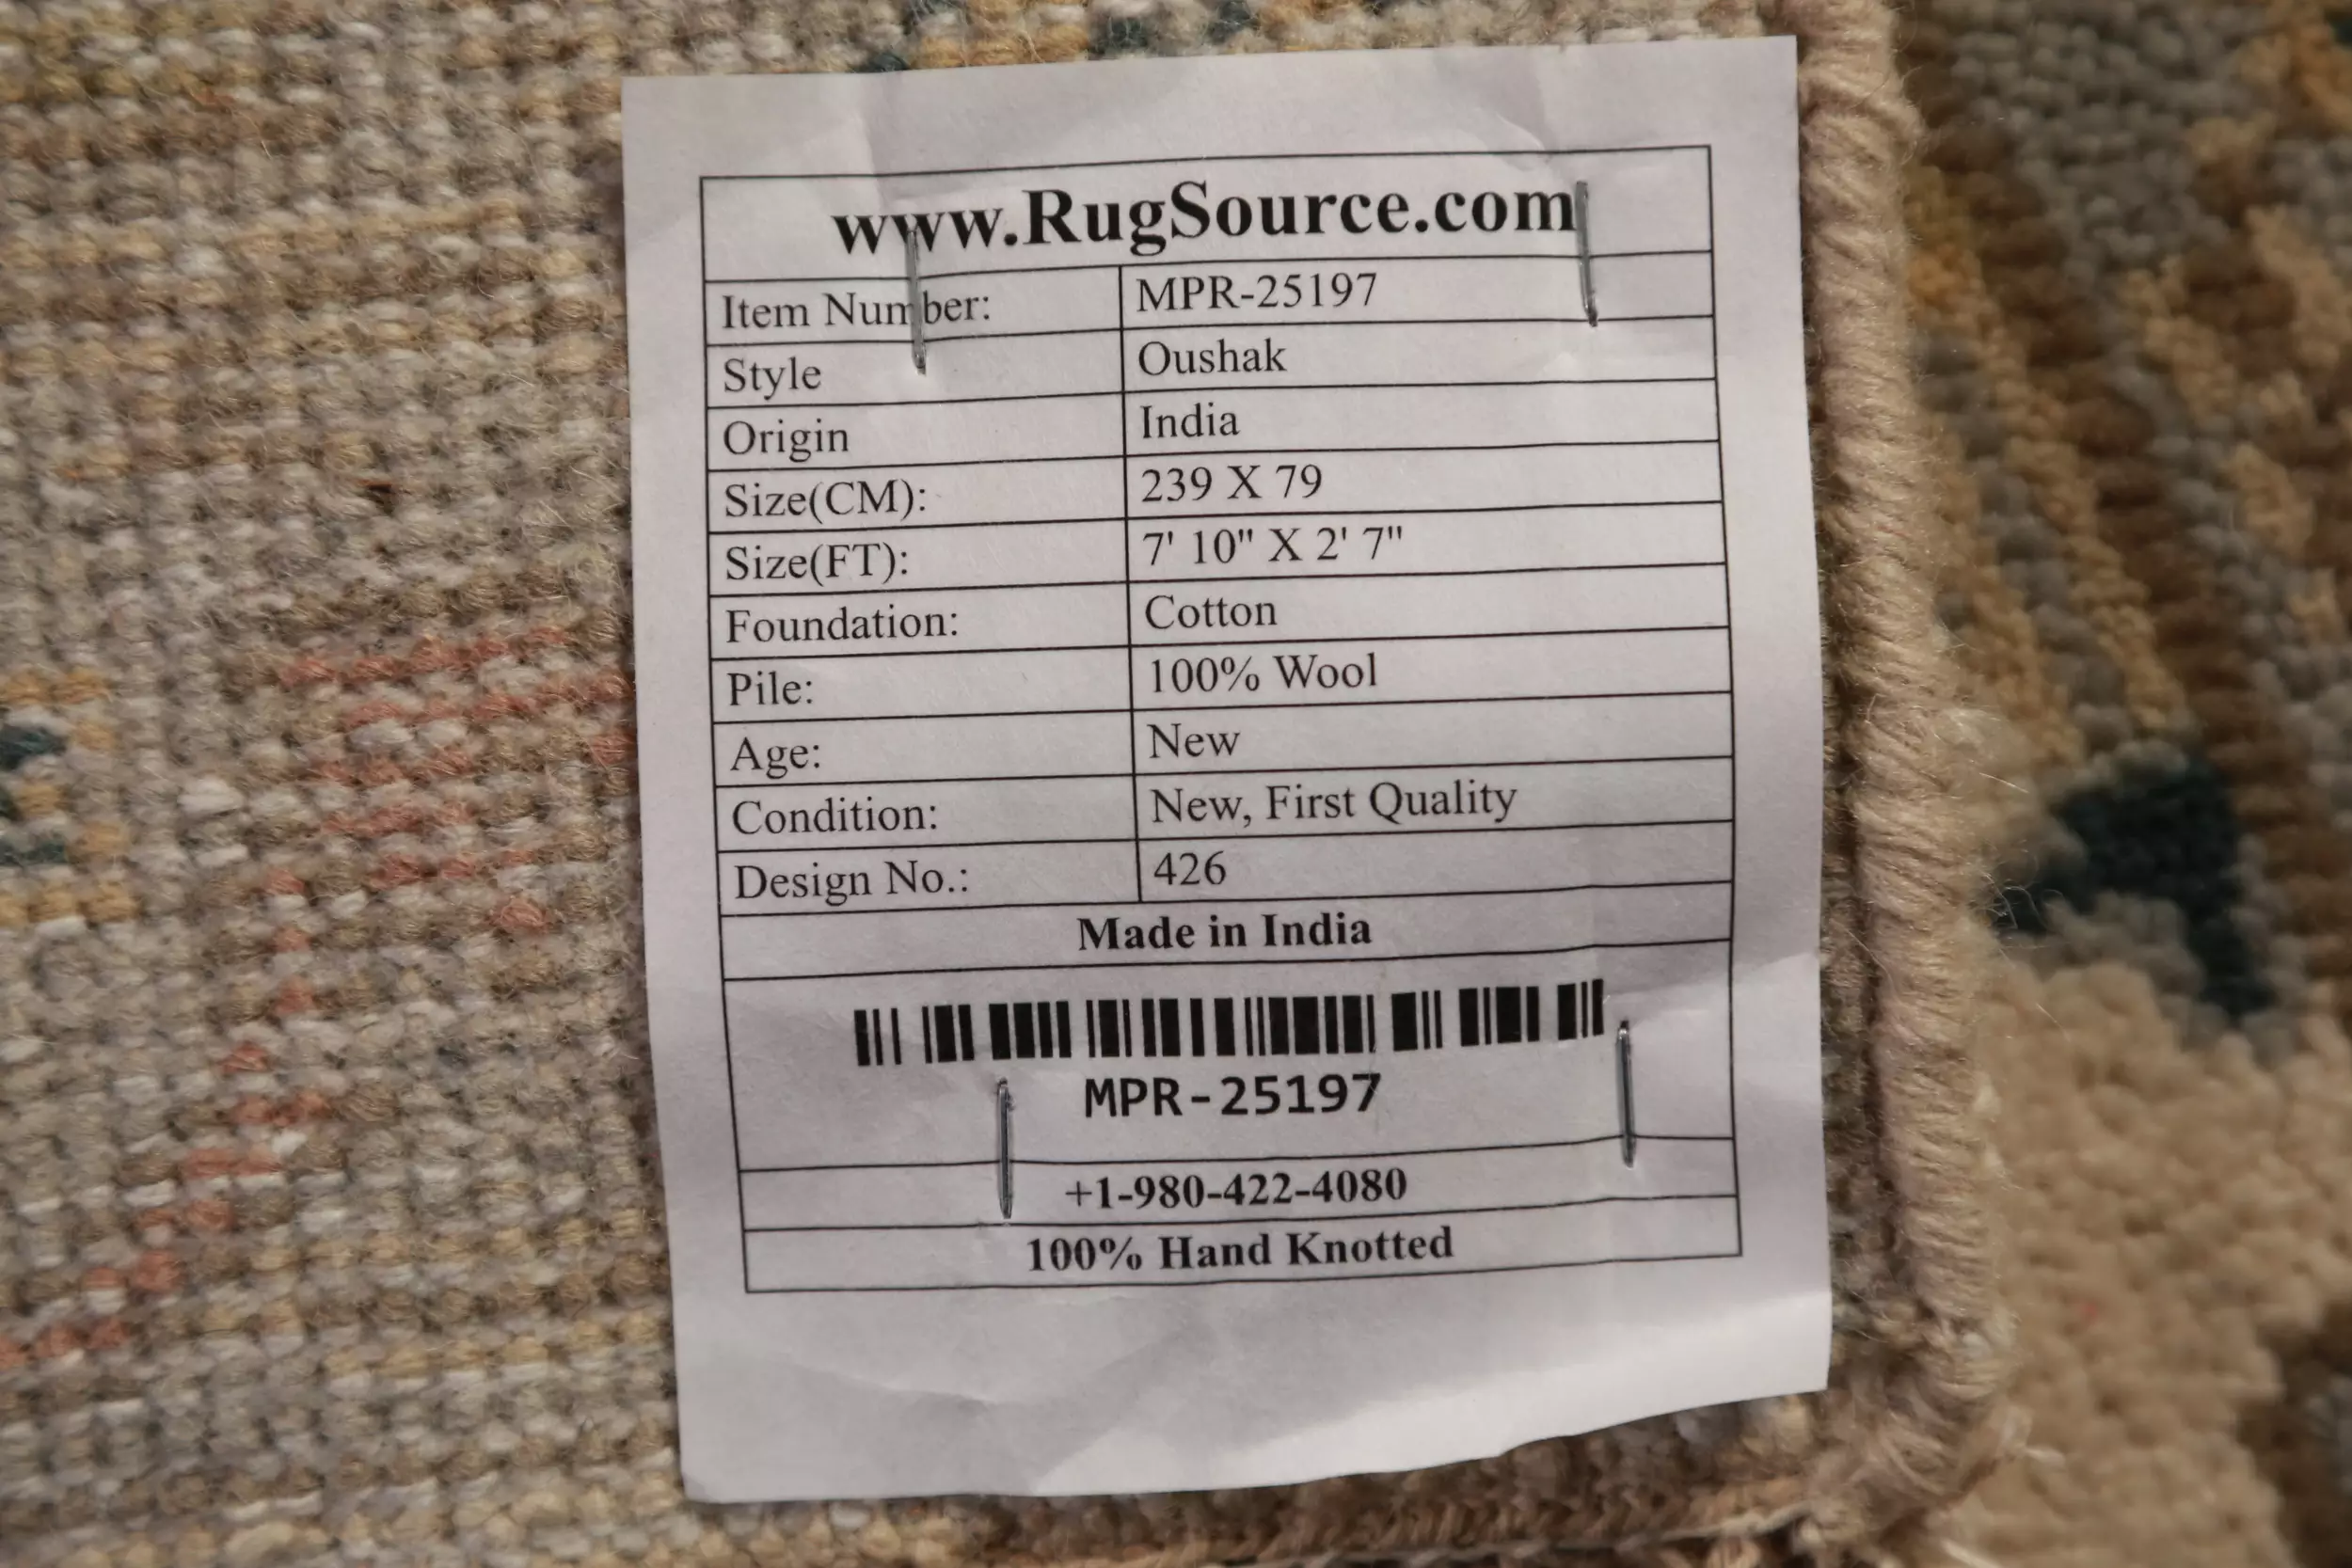 www.RugSource.com
Item Number: MPR-25197
Style Oushak
Origin India
Size(CM): 239 X 79
Size(FT): 7' 10" X 2' 7"
Foundation: Cotton
Pile: 100% Wool
Age: New
Condition: New, First Quality
Design No.: 426
Made in India
MPR-25197
+1-980-422-4080
100% Hand Knotted